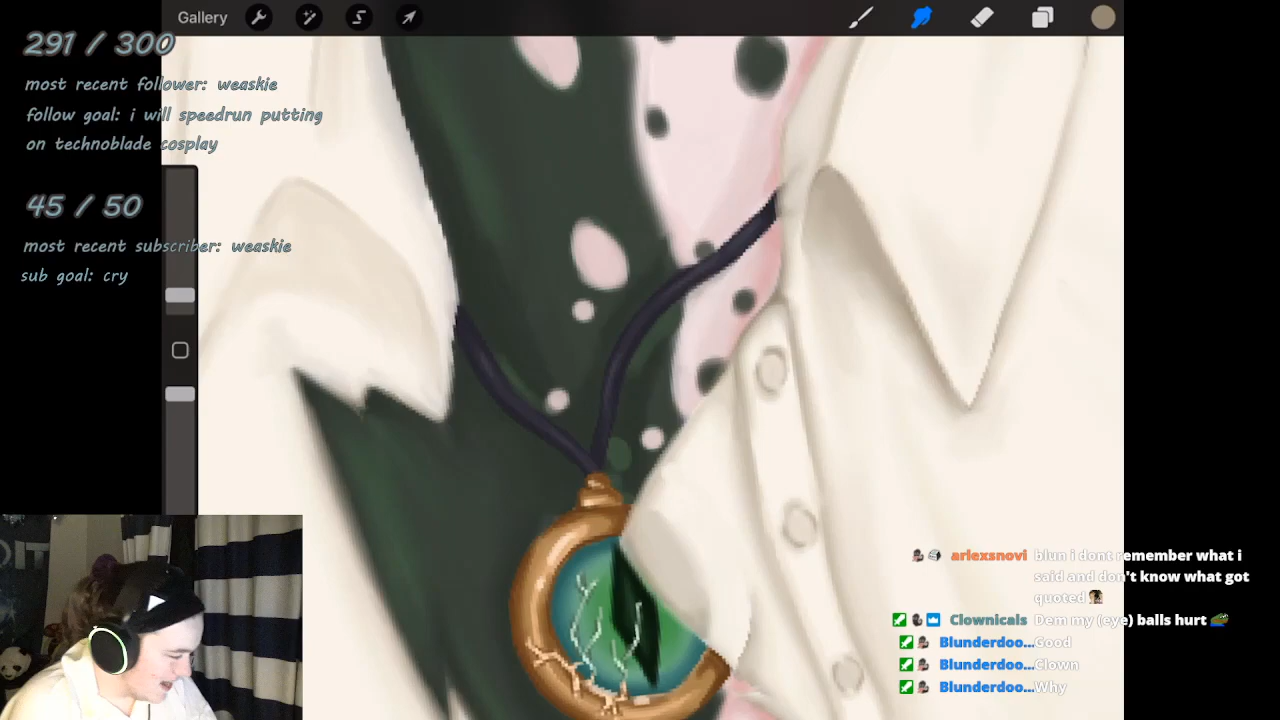 Gallery
291 / 300
most recent follower: weaskie
follow goal: i will speedrun putting
on technoblade cosplay
45 / 50
most recent subscriber: weaskie
sub goal: cry
arlexsnovi blun i dont remember what i
said and don't know what got
quoted
Clownicals Dem my (eye) balls hurt
Blunderdoo... Good
Blunderdoo... Clown
Blunderdoo... Why